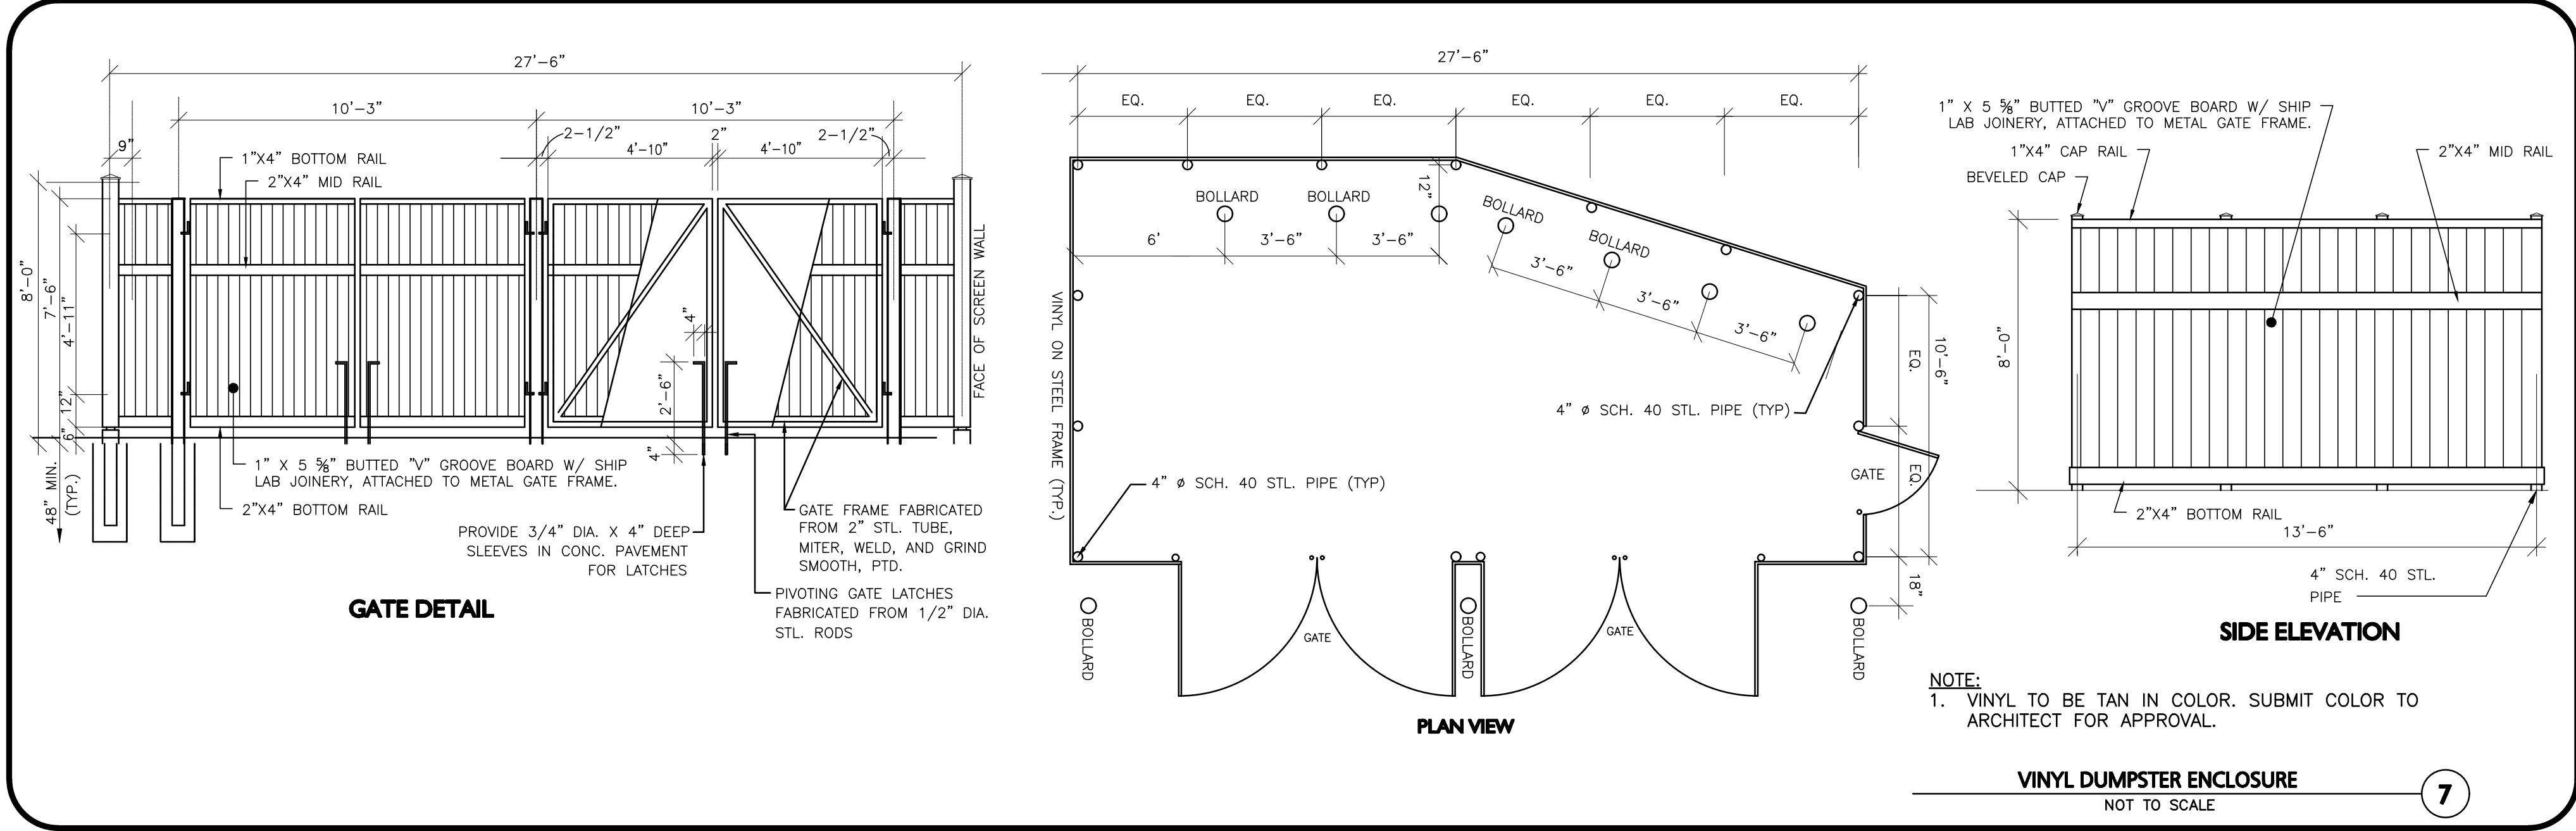 27'-6"
10'-3"
10'-3"
9"
2-1/2"
2"
2-1/2"
4'-10"
4'-10"
1"X4" BOTTOM RAIL
2"X4" MID RAIL
8'-0"
7'-6"
4'-11"
12"
6"
48" MIN.
(TYP.)
4"
2'-6"
4"
FACE OF SCREEN WALL
1" X 5 ⅝" BUTTED "V" GROOVE BOARD W/ SHIP
LAB JOINERY, ATTACHED TO METAL GATE FRAME.
2"X4" BOTTOM RAIL
PROVIDE 3/4" DIA. X 4" DEEP
SLEEVES IN CONC. PAVEMENT
FOR LATCHES
GATE FRAME FABRICATED
FROM 2" STL. TUBE,
MITER, WELD, AND GRIND
SMOOTH, PTD.
PIVOTING GATE LATCHES
FABRICATED FROM 1/2" DIA.
STL. RODS
GATE DETAIL
27'-6"
EQ.
EQ.
EQ.
EQ.
EQ.
EQ.
12"
BOLLARD
BOLLARD
BOLLARD
BOLLARD
6'
3'-6"
3'-6"
3'-6"
3'-6"
3'-6"
VINYL ON STEEL FRAME (TYP.)
4" ø SCH. 40 STL. PIPE (TYP)
4" ø SCH. 40 STL. PIPE (TYP)
EQ.
10'-6"
EQ.
GATE
18"
BOLLARD
GATE
BOLLARD
GATE
BOLLARD
PLAN VIEW
1" X 5 ⅝" BUTTED "V" GROOVE BOARD W/ SHIP
LAB JOINERY, ATTACHED TO METAL GATE FRAME.
1"X4" CAP RAIL
2"X4" MID RAIL
BEVELED CAP
8'-0"
2"X4" BOTTOM RAIL
13'-6"
4" SCH. 40 STL.
PIPE
SIDE ELEVATION
NOTE:
1. VINYL TO BE TAN IN COLOR. SUBMIT COLOR TO
ARCHITECT FOR APPROVAL.
VINYL DUMPSTER ENCLOSURE
NOT TO SCALE
7